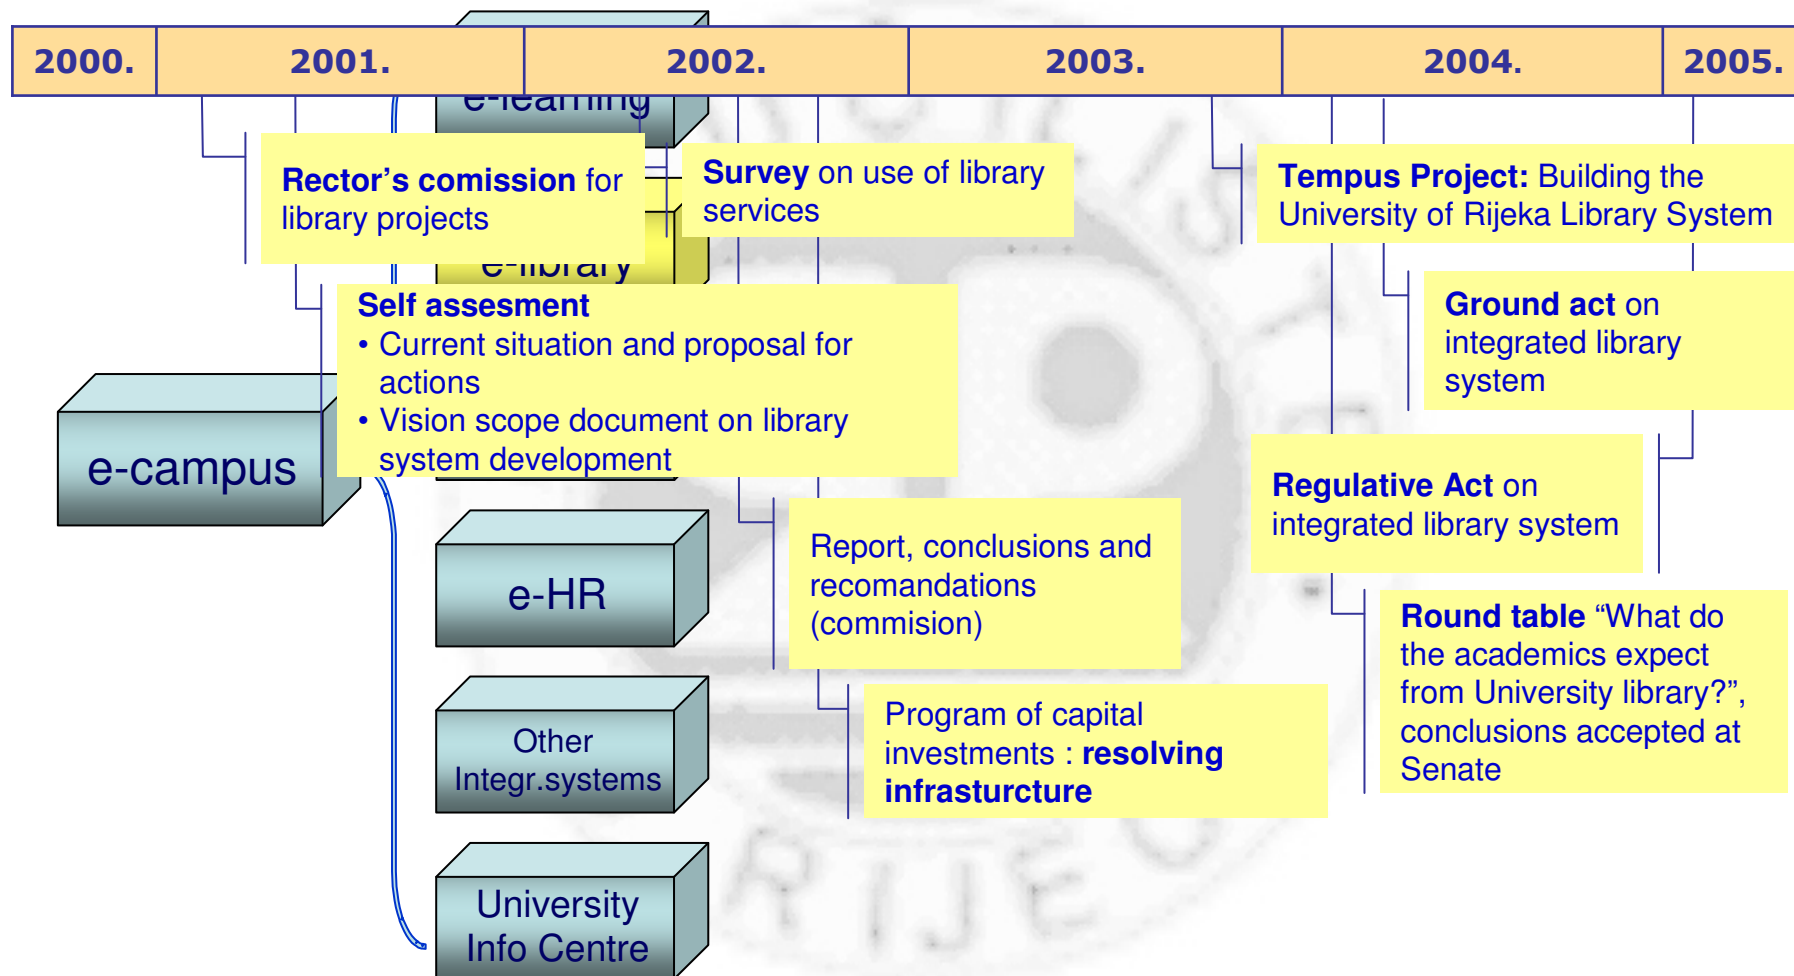 2000. 2001. 2002. 2003. 2004. 2005.
e-learning
Rector’s comission for
library projects
Survey on use of library
services
Tempus Project: Building the
University of Rijeka Library System
e-library
Self assesment
• Current situation and proposal for
actions
• Vision scope document on library
system development
Ground act on
integrated library
system
e-campus
Regulative Act on
integrated library system
Report, conclusions and
recomandations
(commision)
e-HR
Round table “What do
the academics expect
from University library?”,
conclusions accepted at
Senate
Program of capital
investments : resolving
infrasturcture
Other
Integr.systems
University
Info Centre